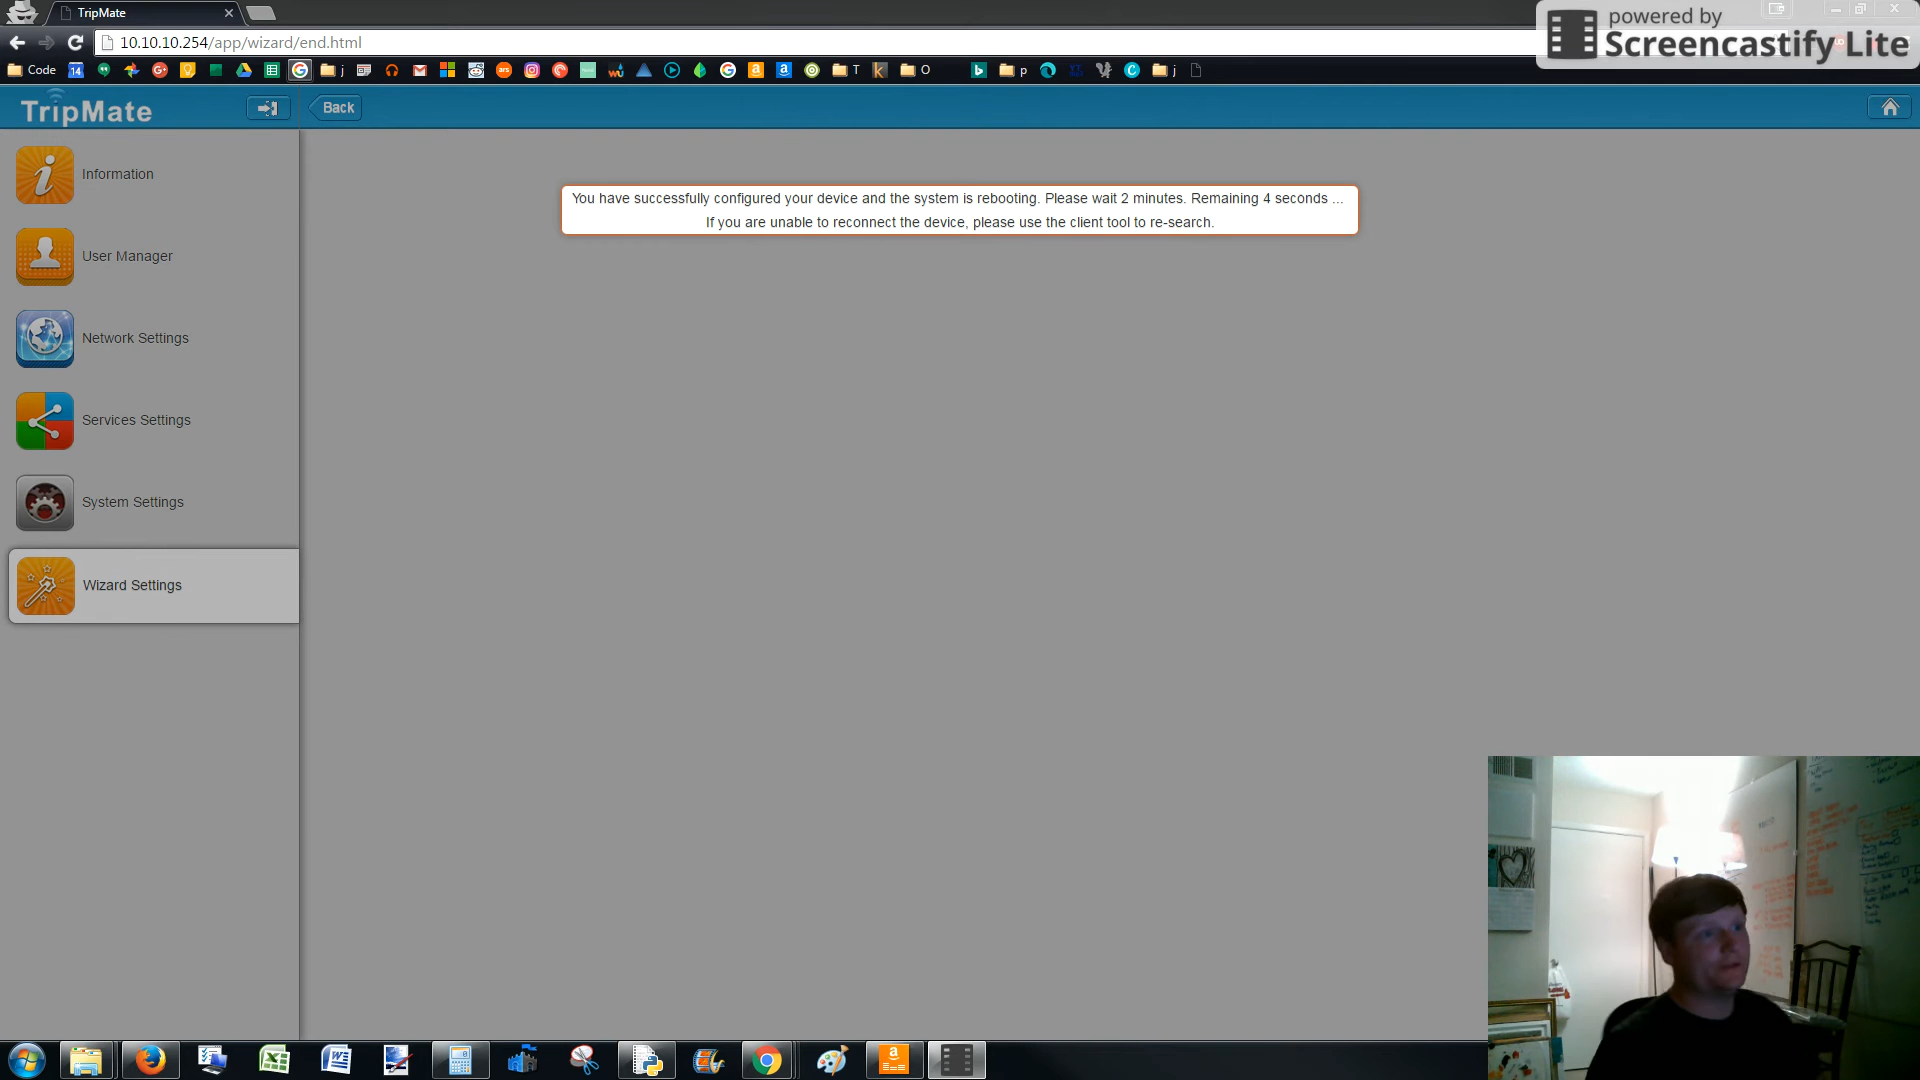 TripMate
powered by
Screencastify Lite
10.10.10.254/app/wizard/end.html
Code
14
j
T
O
p
j
TripMate
Back
Information
You have successfully configured your device and the system is rebooting. Please wait 2 minutes. Remaining 4 seconds ...
If you are unable to reconnect the device, please use the client tool to re-search.
User Manager
Network Settings
Services Settings
System Settings
Wizard Settings